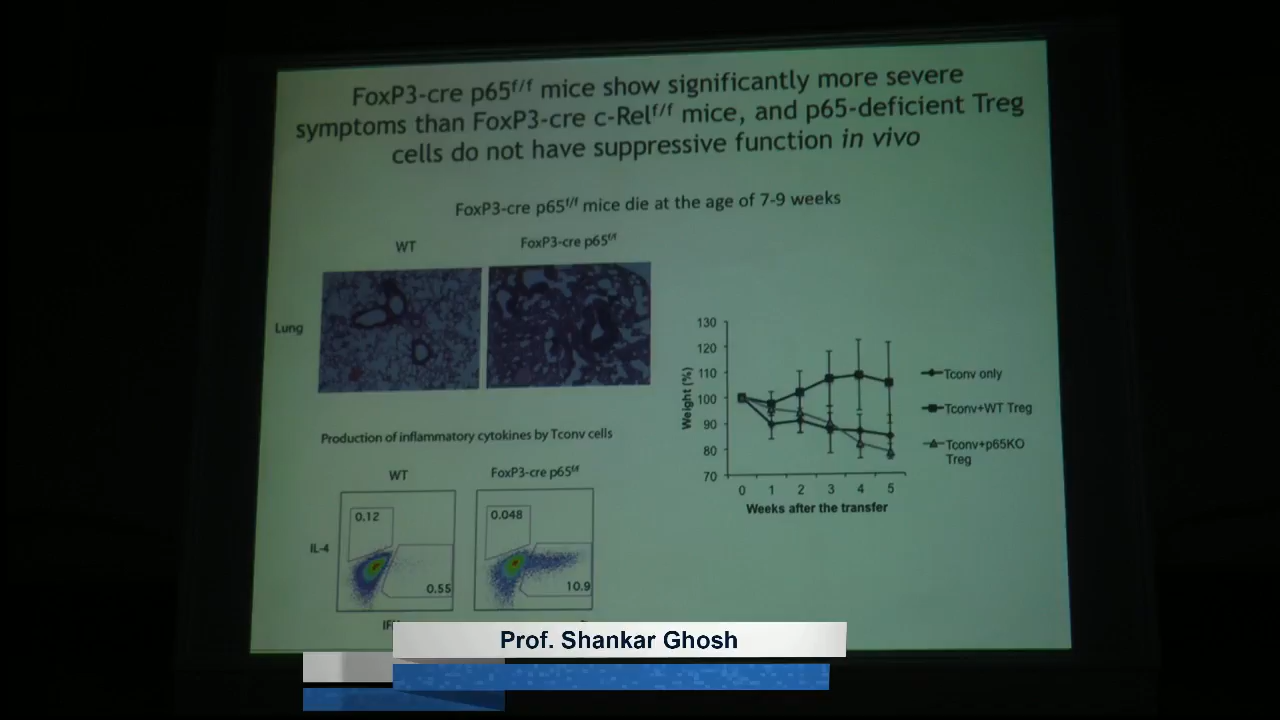 FoxP3-cre p65f/f mice show significantly more severe
symptoms than FoxP3-cre c-Relf/f mice, and p65-deficient Treg
cells do not have suppressive function in vivo
FoxP3-cre p65f/f mice die at the age of 7-9 weeks
WT
FoxP3-cre p65f/f
Lung
Production of inflammatory cytokines by Tconv cells
WT
FoxP3-cre p65f/f
IL-4
0.12
0.55
0.048
10.9
130
120
110
100
90
80
70
Weight (%)
0 1 2 3 4 5
Weeks after the transfer
Tconv only
Tconv+WT Treg
Tconv+p65KO
Treg
Prof. Shankar Ghosh